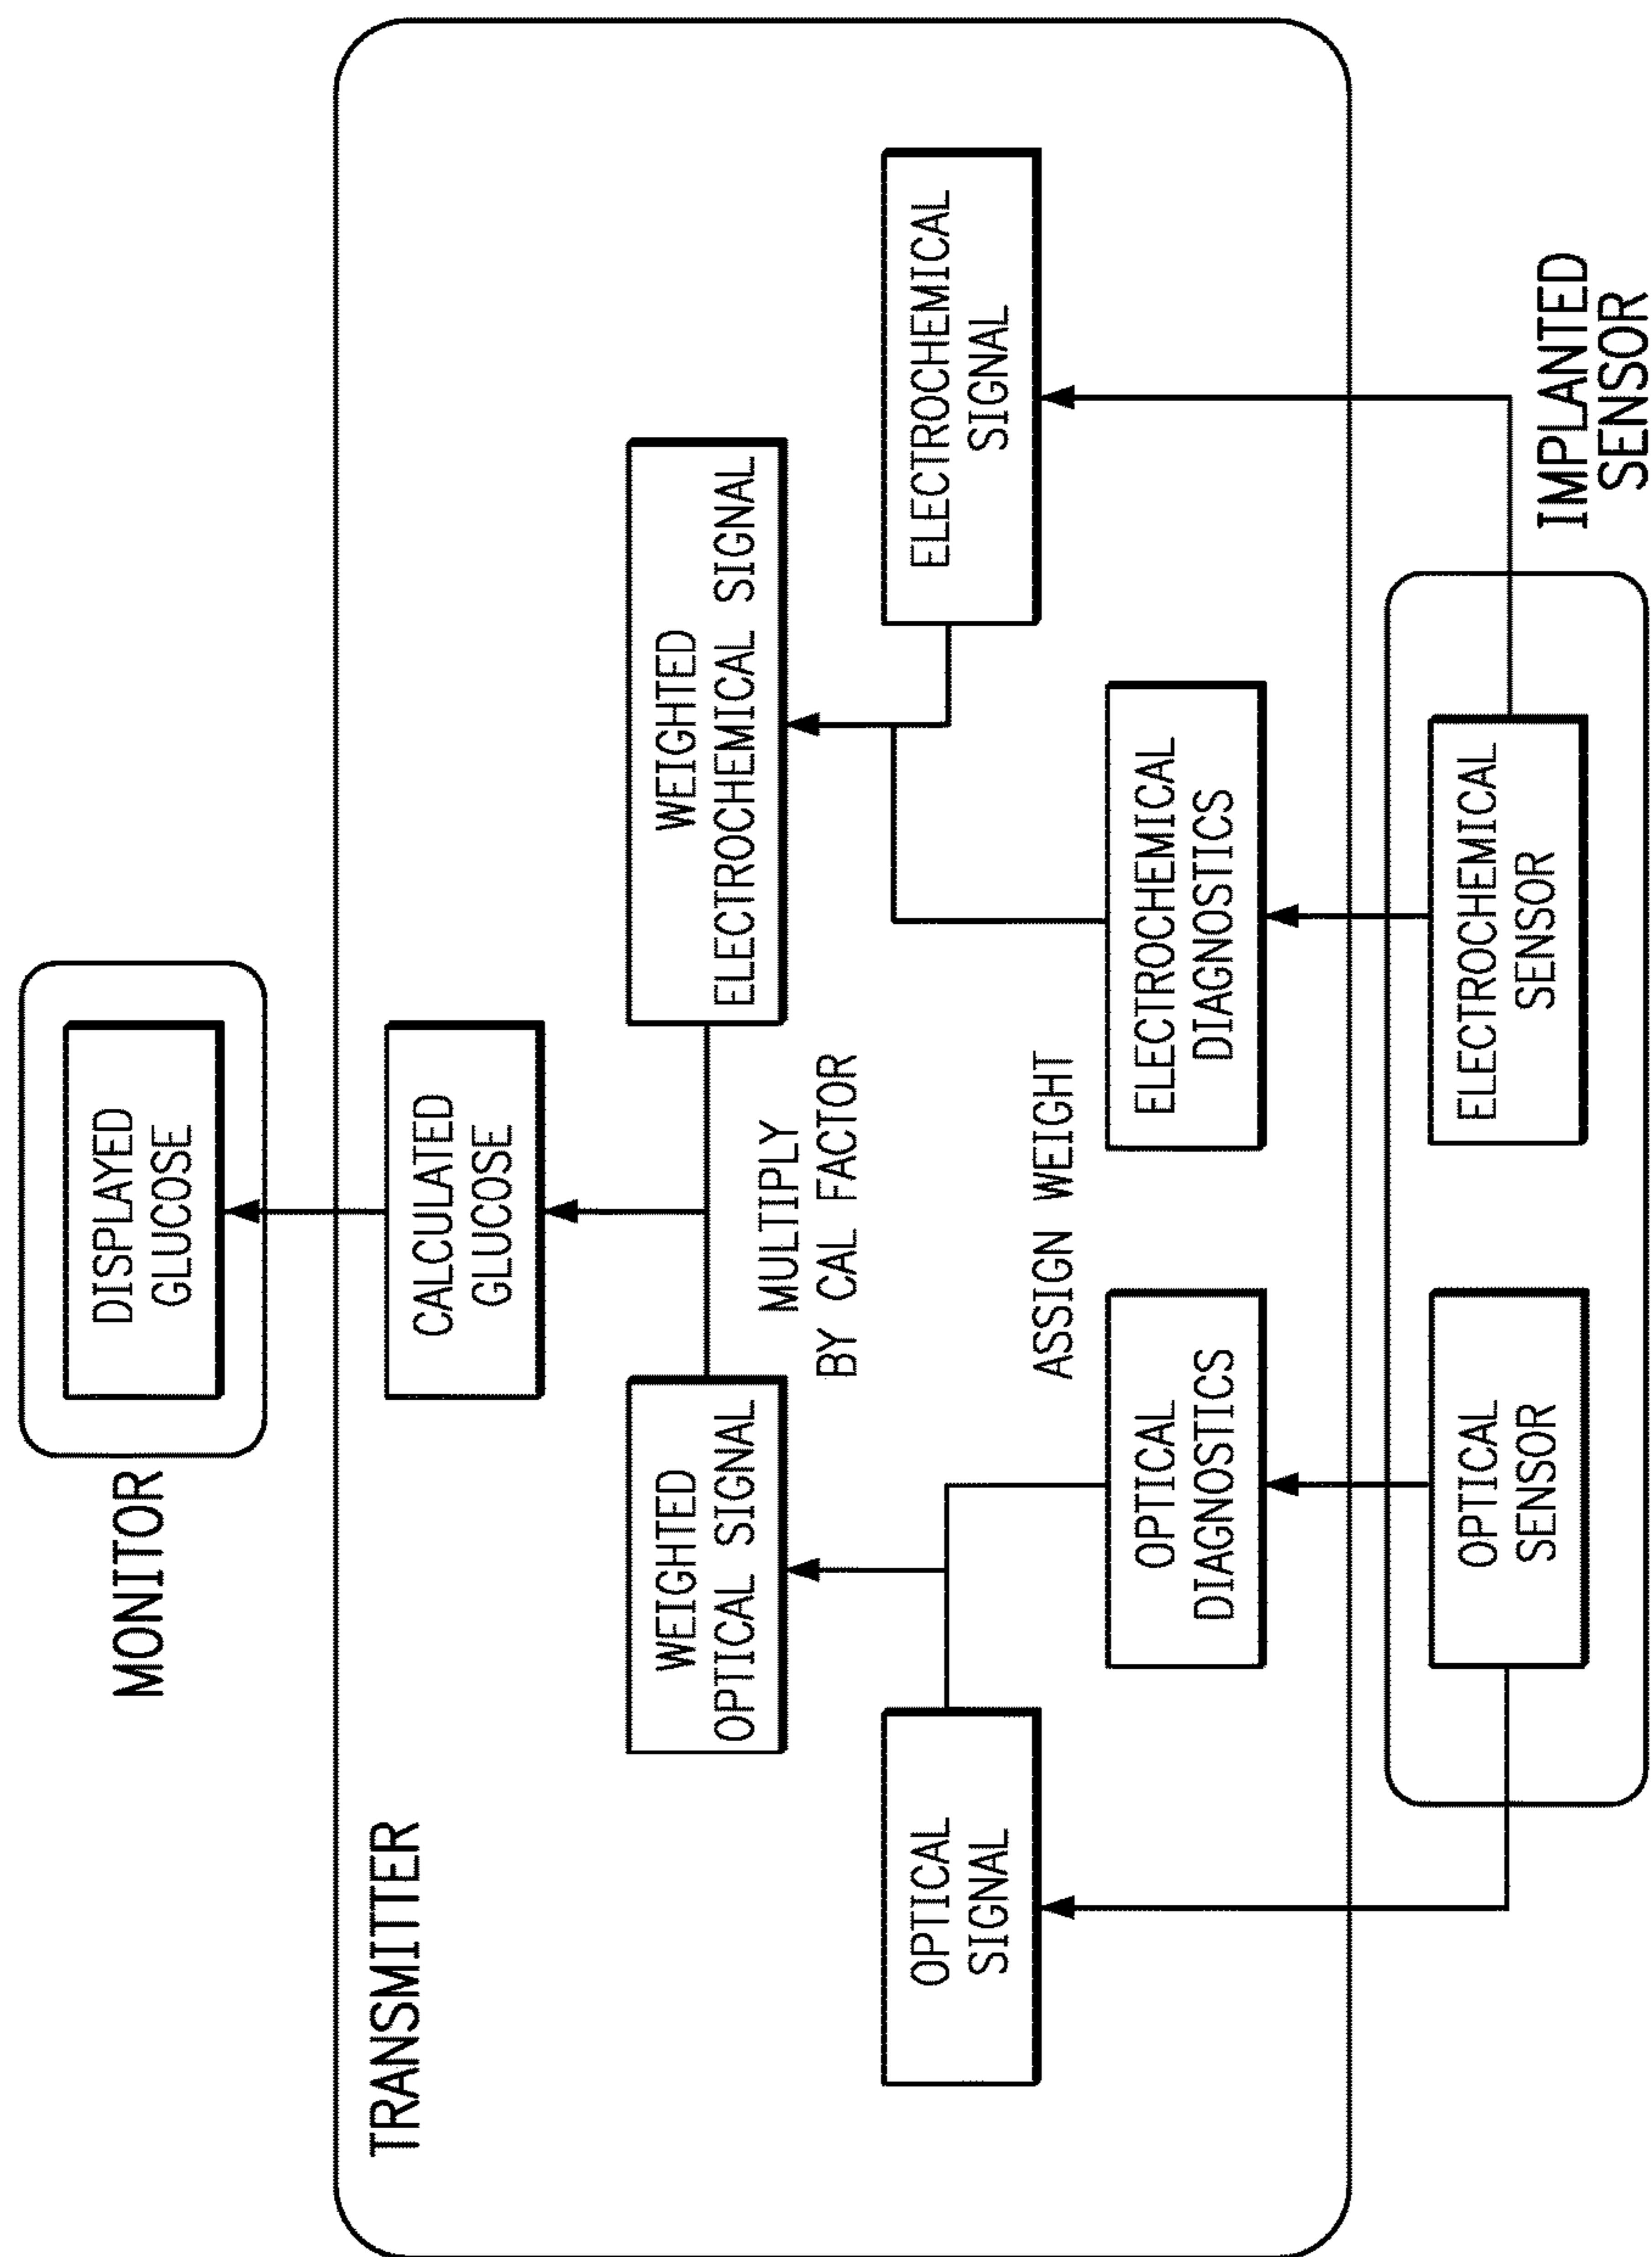 MONITOR
DISPLAYED
GLUCOSE
TRANSMITTER
CALCULATED
GLUCOSE
WEIGHTED
OPTICAL SIGNAL
MULTIPLY
BY CAL FACTOR
WEIGHTED
ELECTROCHEMICAL SIGNAL
OPTICAL
SIGNAL
ELECTROCHEMICAL
SIGNAL
ASSIGN WEIGHT
OPTICAL
DIAGNOSTICS
ELECTROCHEMICAL
DIAGNOSTICS
OPTICAL
SENSOR
ELECTROCHEMICAL
SENSOR
IMPLANTED
SENSOR